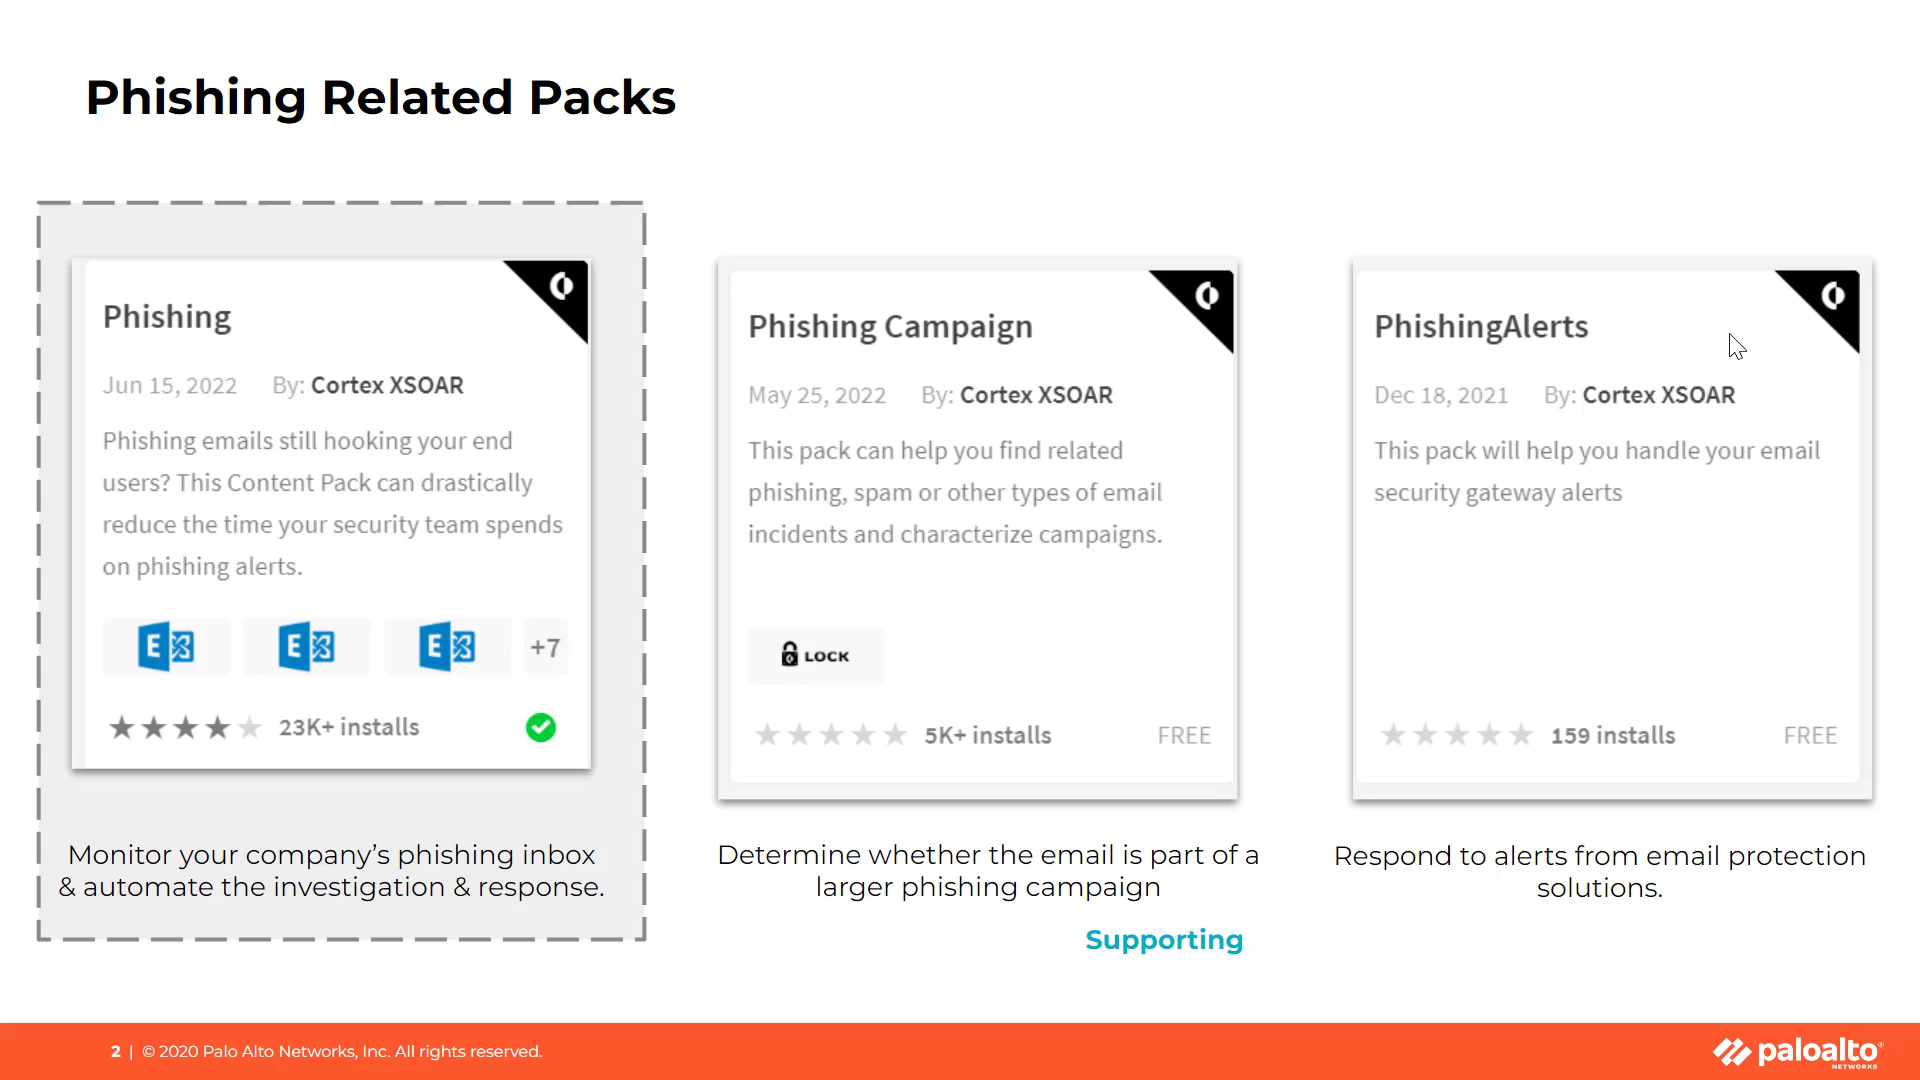 Phishing Related Packs
Phishing
Jun 15, 2022 By: Cortex XSOAR
Phishing emails still hooking your end
users? This Content Pack can drastically
reduce the time your security team spends
on phishing alerts.
E E E +7
23K+ installs
Monitor your company’s phishing inbox
& automate the investigation & response.
Phishing Campaign
May 25, 2022 By: Cortex XSOAR
This pack can help you find related
phishing, spam or other types of email
incidents and characterize campaigns.
LOCK
5K+ installs FREE
Determine whether the email is part of a
larger phishing campaign
Supporting
PhishingAlerts
Dec 18, 2021 By: Cortex XSOAR
This pack will help you handle your email
security gateway alerts
159 installs FREE
Respond to alerts from email protection
solutions.
2 | © 2020 Palo Alto Networks, Inc. All rights reserved.
paloalto®
NETWORKS